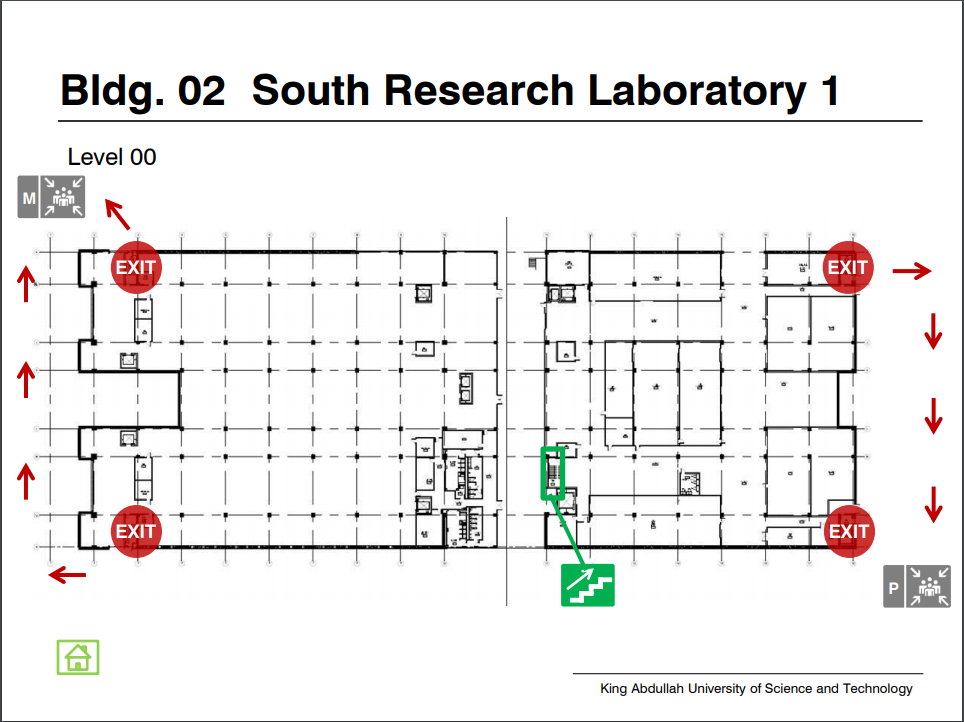 Bldg. 02 South Research Laboratory 1
Level 00
M
EXIT
EXIT
EXIT
EXIT
P
King Abdullah University of Science and Technology